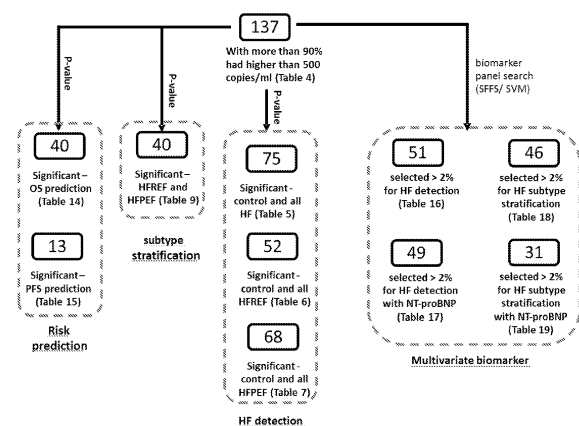 137
With more than 90%
had higher than 500
copies/ml (Table 4)
P-value
P-value
P-value
biomarker
panel search
(SFFS/ SVM)
40
Significant–
OS prediction
(Table 14)
13
Significant–
PFS prediction
(Table 15)
Risk
prediction
40
Significant–
HFREF and
HFPEF (Table 9)
subtype
stratification
75
Significant-
control and all
HF (Table 5)
52
Significant-
control and all
HFREF (Table 6)
68
Significant-
control and all
HFPEF (Table 7)
HF detection
51
selected > 2%
for HF detection
(Table 16)
46
selected > 2%
for HF subtype
stratification
(Table 18)
49
selected > 2%
for HF detection
with NT-proBNP
(Table 17)
31
selected > 2%
for HF subtype
stratification
with NT-proBNP
(Table 19)
Multivariate biomarker